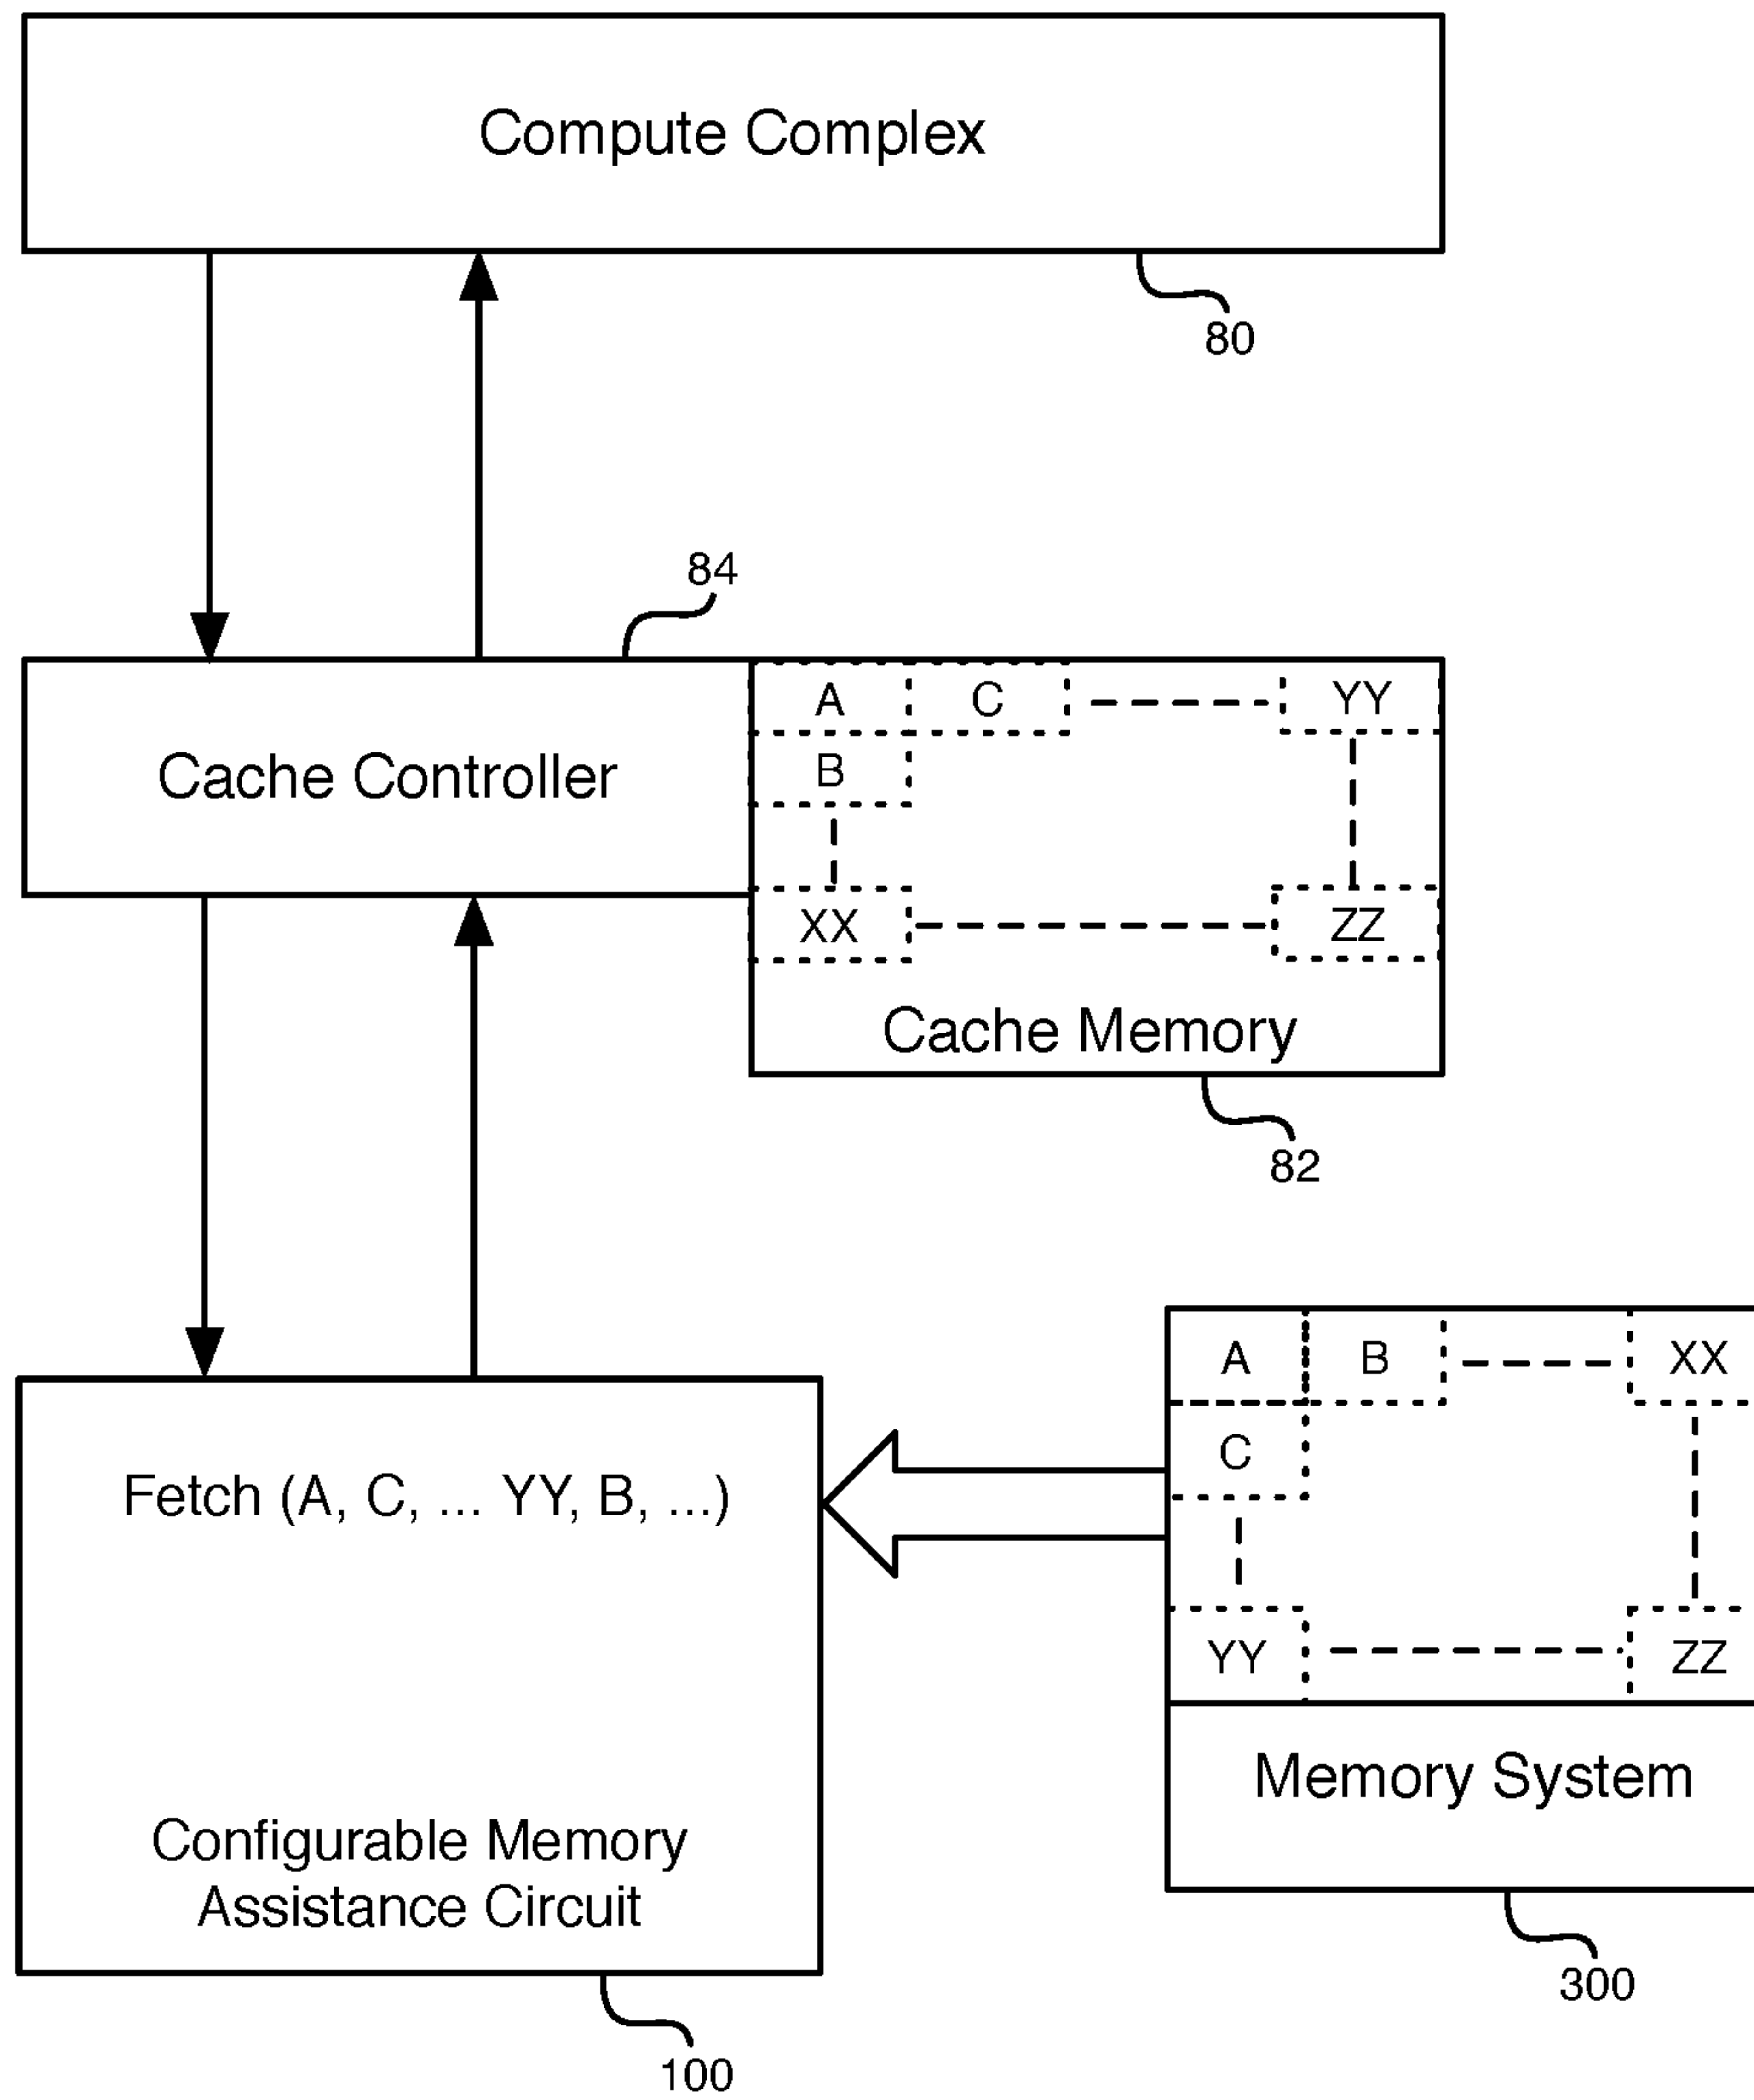 Compute Complex
80
84
A C YY
Cache Controller
B
XX ZZ
Cache Memory
82
A B XX
C
Fetch (A, C, ... YY, B, ...)
YY ZZ
Memory System
Configurable Memory
Assistance Circuit
300
100